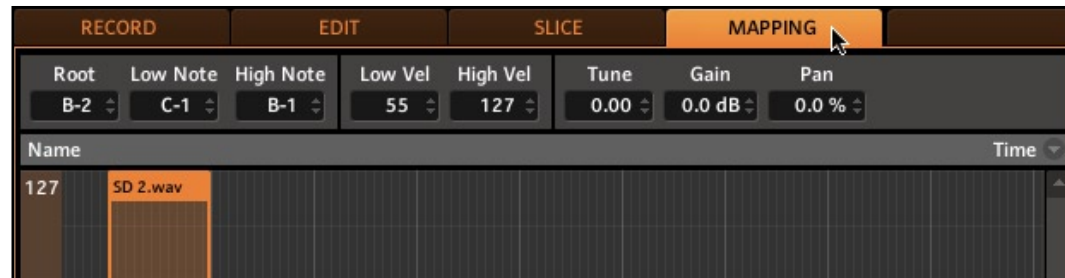 RECORD EDIT SLICE MAPPING
Root Low Note High Note Low Vel High Vel Tune Gain Pan
B-2 C-1 B-1 55 127 0.00 0.0 dB 0.0 %
Name Time
127 SD 2.wav